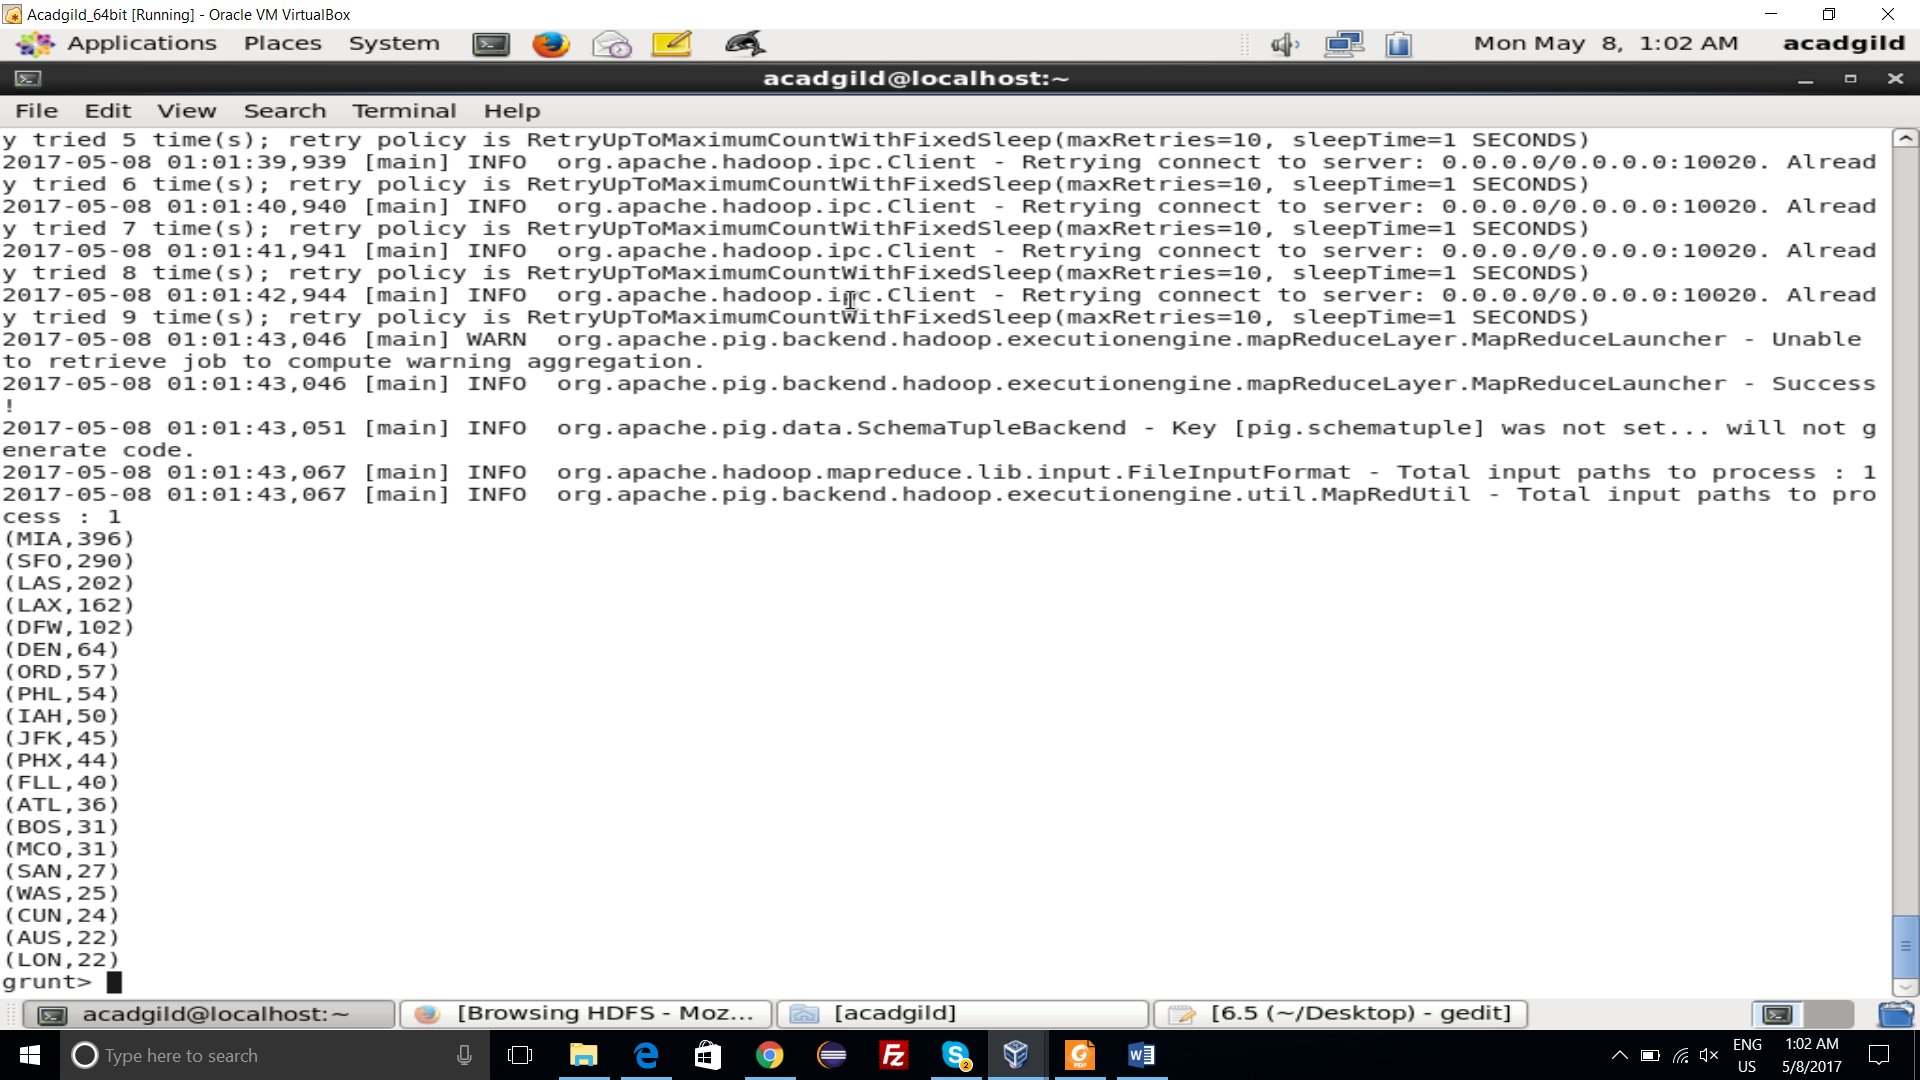 Acadgild_64bit [Running] - Oracle VM VirtualBox
Applications Places System Mon May 8, 1:02 AM acadgild
acadgild@localhost:~
File Edit View Search Terminal Help
y tried 5 time(s); retry policy is RetryUpToMaximumCountWithFixedSleep(maxRetries=10, sleepTime=1 SECONDS)
2017-05-08 01:01:39,939 [main] INFO  org.apache.hadoop.ipc.Client - Retrying connect to server: 0.0.0.0/0.0.0.0:10020. Alread
y tried 6 time(s); retry policy is RetryUpToMaximumCountWithFixedSleep(maxRetries=10, sleepTime=1 SECONDS)
2017-05-08 01:01:40,940 [main] INFO  org.apache.hadoop.ipc.Client - Retrying connect to server: 0.0.0.0/0.0.0.0:10020. Alread
y tried 7 time(s); retry policy is RetryUpToMaximumCountWithFixedSleep(maxRetries=10, sleepTime=1 SECONDS)
2017-05-08 01:01:41,941 [main] INFO  org.apache.hadoop.ipc.Client - Retrying connect to server: 0.0.0.0/0.0.0.0:10020. Alread
y tried 8 time(s); retry policy is RetryUpToMaximumCountWithFixedSleep(maxRetries=10, sleepTime=1 SECONDS)
2017-05-08 01:01:42,944 [main] INFO  org.apache.hadoop.ipc.Client - Retrying connect to server: 0.0.0.0/0.0.0.0:10020. Alread
y tried 9 time(s); retry policy is RetryUpToMaximumCountWithFixedSleep(maxRetries=10, sleepTime=1 SECONDS)
2017-05-08 01:01:43,046 [main] WARN  org.apache.pig.backend.hadoop.executionengine.mapReduceLayer.MapReduceLauncher - Unable
to retrieve job to compute warning aggregation.
2017-05-08 01:01:43,046 [main] INFO  org.apache.pig.backend.hadoop.executionengine.mapReduceLayer.MapReduceLauncher - Success
!
2017-05-08 01:01:43,051 [main] INFO  org.apache.pig.data.SchemaTupleBackend - Key [pig.schematuple] was not set... will not g
enerate code.
2017-05-08 01:01:43,067 [main] INFO  org.apache.hadoop.mapreduce.lib.input.FileInputFormat - Total input paths to process : 1
2017-05-08 01:01:43,067 [main] INFO  org.apache.pig.backend.hadoop.executionengine.util.MapRedUtil - Total input paths to pro
cess : 1
(MIA,396)
(SFO,290)
(LAS,202)
(LAX,162)
(DFW,102)
(DEN,64)
(ORD,57)
(PHL,54)
(IAH,50)
(JFK,45)
(PHX,44)
(FLL,40)
(ATL,36)
(BOS,31)
(MCO,31)
(SAN,27)
(WAS,25)
(CUN,24)
(AUS,22)
(LON,22)
grunt>
acadgild@localhost:~ [Browsing HDFS - Moz... [acadgild] [6.5 (~/Desktop) - gedit]
Type here to search ENG 1:02 AM
US 5/8/2017